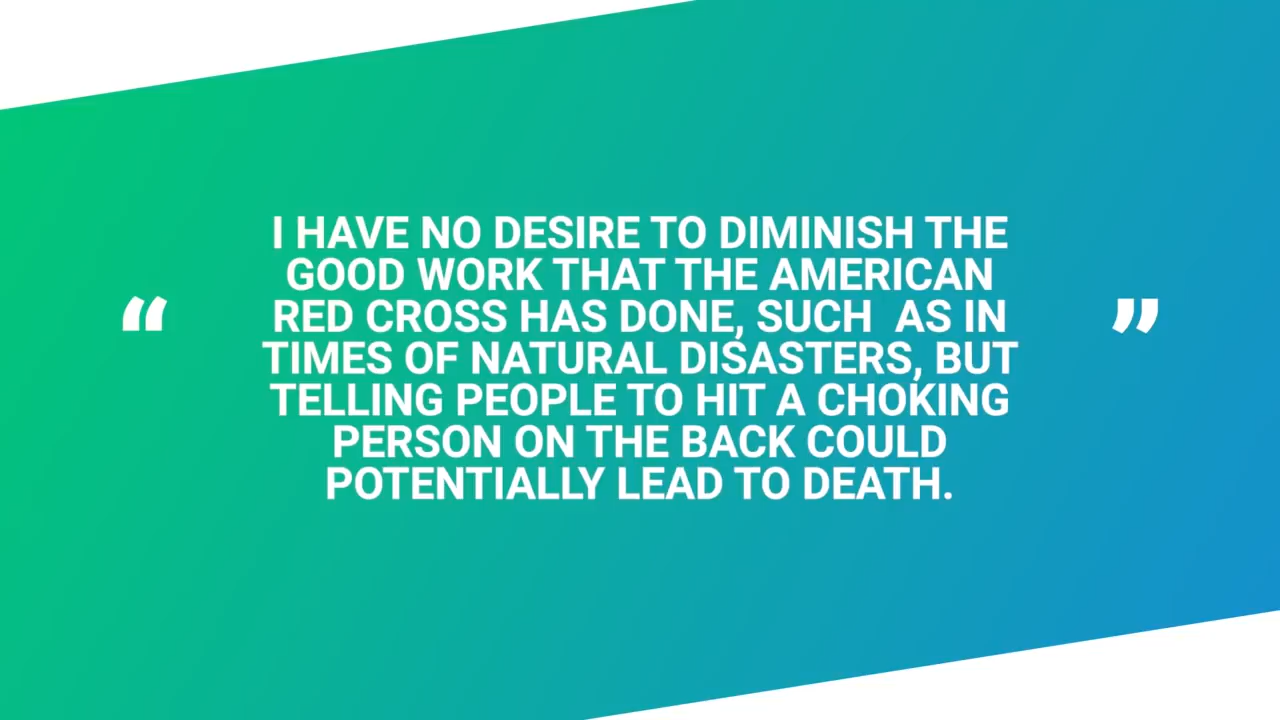 I HAVE NO DESIRE TO DIMINISH THE
GOOD WORK THAT THE AMERICAN
“ RED CROSS HAS DONE, SUCH  AS IN ”
TIMES OF NATURAL DISASTERS, BUT
TELLING PEOPLE TO HIT A CHOKING
PERSON ON THE BACK COULD
POTENTIALLY LEAD TO DEATH.